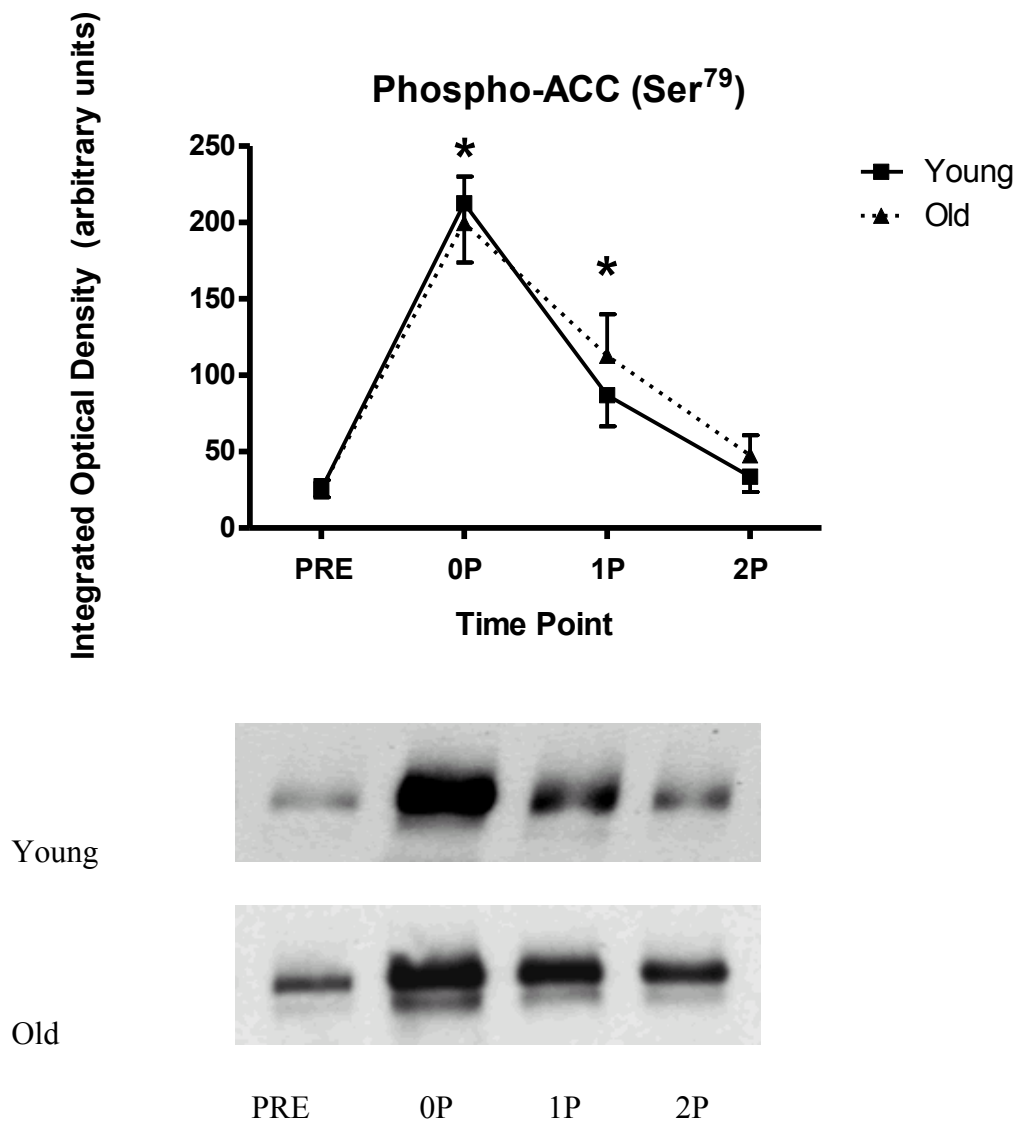 Phospho-ACC (Ser79)
Integrated Optical Density (arbitrary units)
250
200
150
100
50
0
*
*
Young
Old
PRE 0P 1P 2P
Time Point
Young
Old
PRE 0P 1P 2P